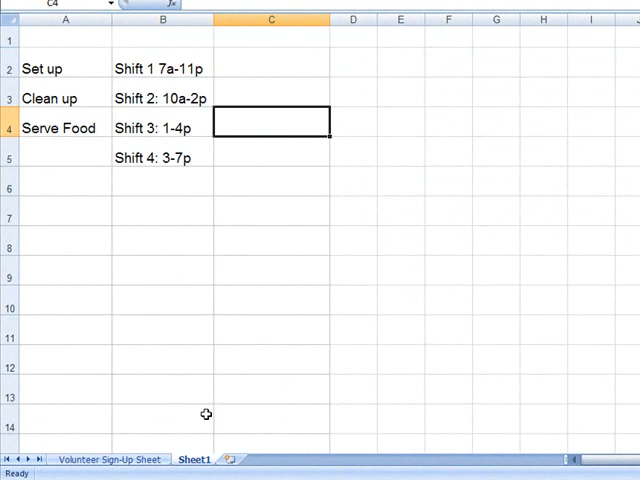 C4
fx
A B C D E F G H I
1
2 Set up Shift 1 7a-11p
3 Clean up Shift 2: 10a-2p
4 Serve Food Shift 3: 1-4p
5 Shift 4: 3-7p
6
7
8
9
10
11
12
13
14
Volunteer Sign-Up Sheet Sheet1
Ready